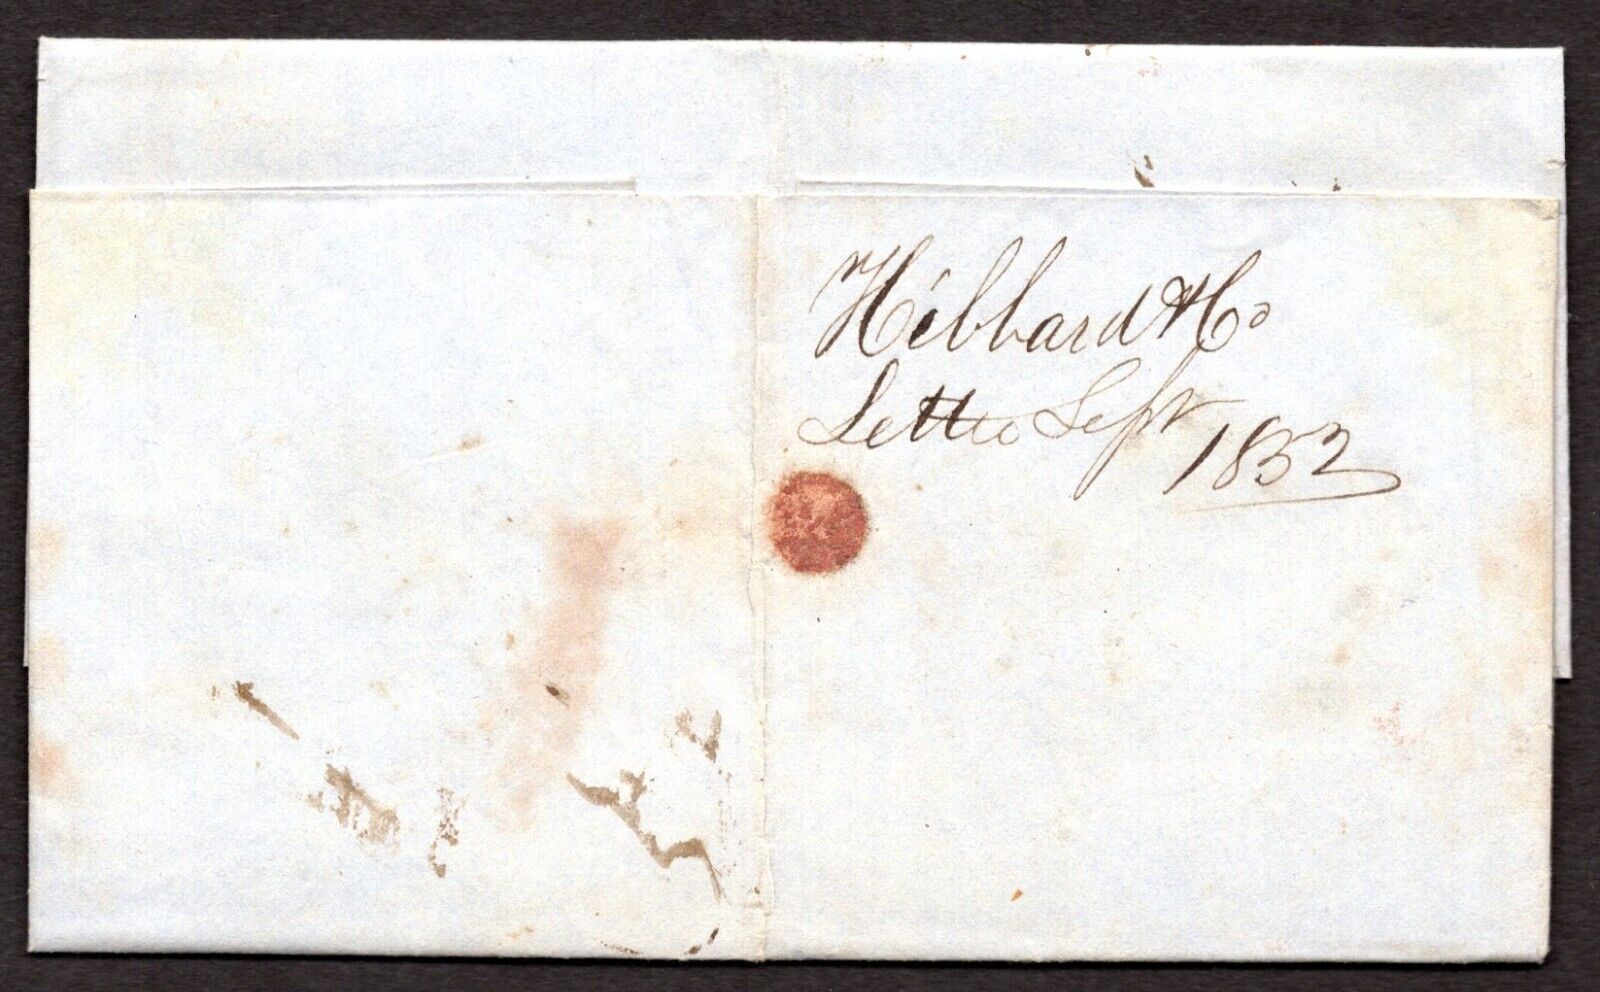 Hibbard & Co
Letter Sept
1852